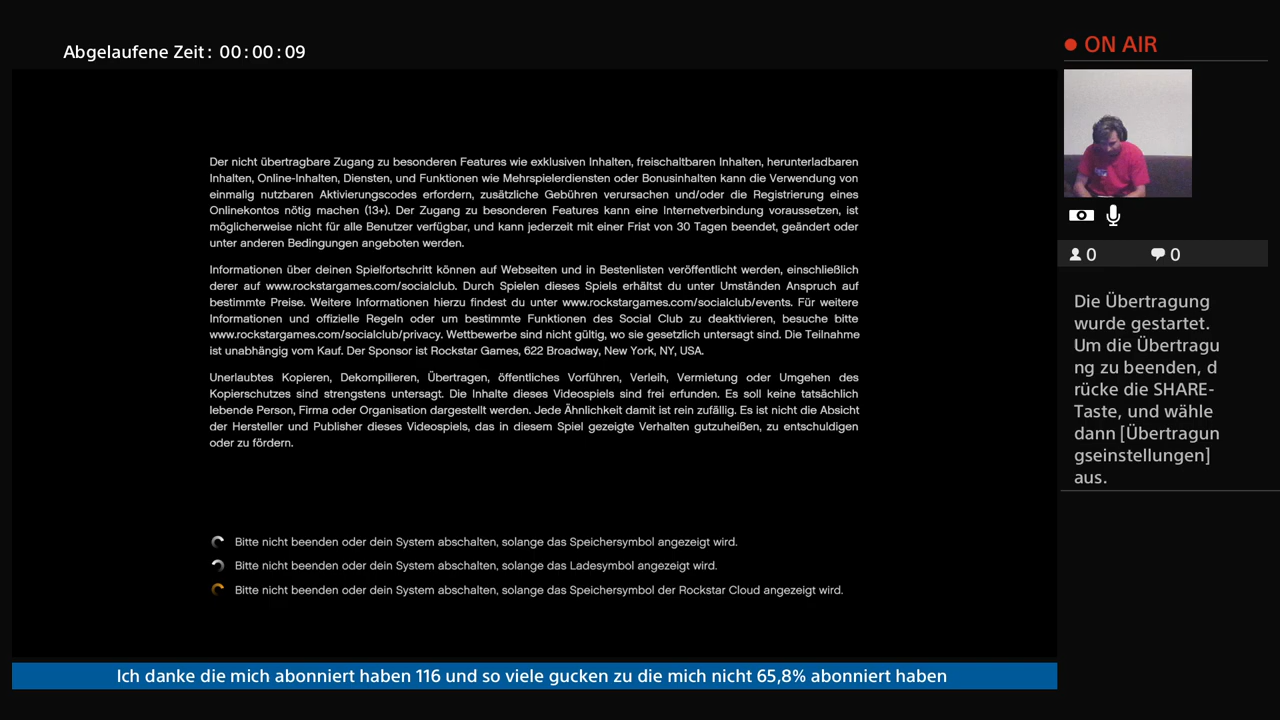 Abgelaufene Zeit: 00:00:09
ON AIR
Der nicht übertragbare Zugang zu besonderen Features wie exklusiven Inhalten, freischaltbaren Inhalten, herunterladbaren
Inhalten, Online-Inhalten, Diensten, und Funktionen wie Mehrspielerdiensten oder Bonusinhalten kann die Verwendung von
einmalig nutzbaren Aktivierungscodes erfordern, zusätzliche Gebühren verursachen und/oder die Registrierung eines
Onlinekontos nötig machen (13+). Der Zugang zu besonderen Features kann eine Internetverbindung voraussetzen, ist
möglicherweise nicht für alle Benutzer verfügbar, und kann jederzeit mit einer Frist von 30 Tagen beendet, geändert oder
unter anderen Bedingungen angeboten werden.
Informationen über deinen Spielfortschritt können auf Webseiten und in Bestenlisten veröffentlicht werden, einschließlich
derer auf www.rockstargames.com/socialclub. Durch Spielen dieses Spiels erhältst du unter Umständen Anspruch auf
bestimmte Preise. Weitere Informationen hierzu findest du unter www.rockstargames.com/socialclub/events. Für weitere
Informationen und offizielle Regeln oder um bestimmte Funktionen des Social Club zu deaktivieren, besuche bitte
www.rockstargames.com/socialclub/privacy. Wettbewerbe sind nicht gültig, wo sie gesetzlich untersagt sind. Die Teilnahme
ist unabhängig vom Kauf. Der Sponsor ist Rockstar Games, 622 Broadway, New York, NY, USA.
Unerlaubtes Kopieren, Dekompilieren, Übertragen, öffentliches Vorführen, Verleih, Vermietung oder Umgehen des
Kopierschutzes sind strengstens untersagt. Die Inhalte dieses Videospiels sind frei erfunden. Es soll keine tatsächlich
lebende Person, Firma oder Organisation dargestellt werden. Jede Ähnlichkeit damit ist rein zufällig. Es ist nicht die Absicht
der Hersteller und Publisher dieses Videospiels, das in diesem Spiel gezeigte Verhalten gutzuheißen, zu entschuldigen
oder zu fördern.
Bitte nicht beenden oder dein System abschalten, solange das Speichersymbol angezeigt wird.
Bitte nicht beenden oder dein System abschalten, solange das Ladesymbol angezeigt wird.
Bitte nicht beenden oder dein System abschalten, solange das Speichersymbol der Rockstar Cloud angezeigt wird.
0 0
Die Übertragung
wurde gestartet.
Um die Übertragu
ng zu beenden, d
rücke die SHARE-
Taste, und wähle
dann [Übertragun
gseinstellungen]
aus.
Ich danke die mich abonniert haben 116 und so viele gucken zu die mich nicht 65,8% abonniert haben